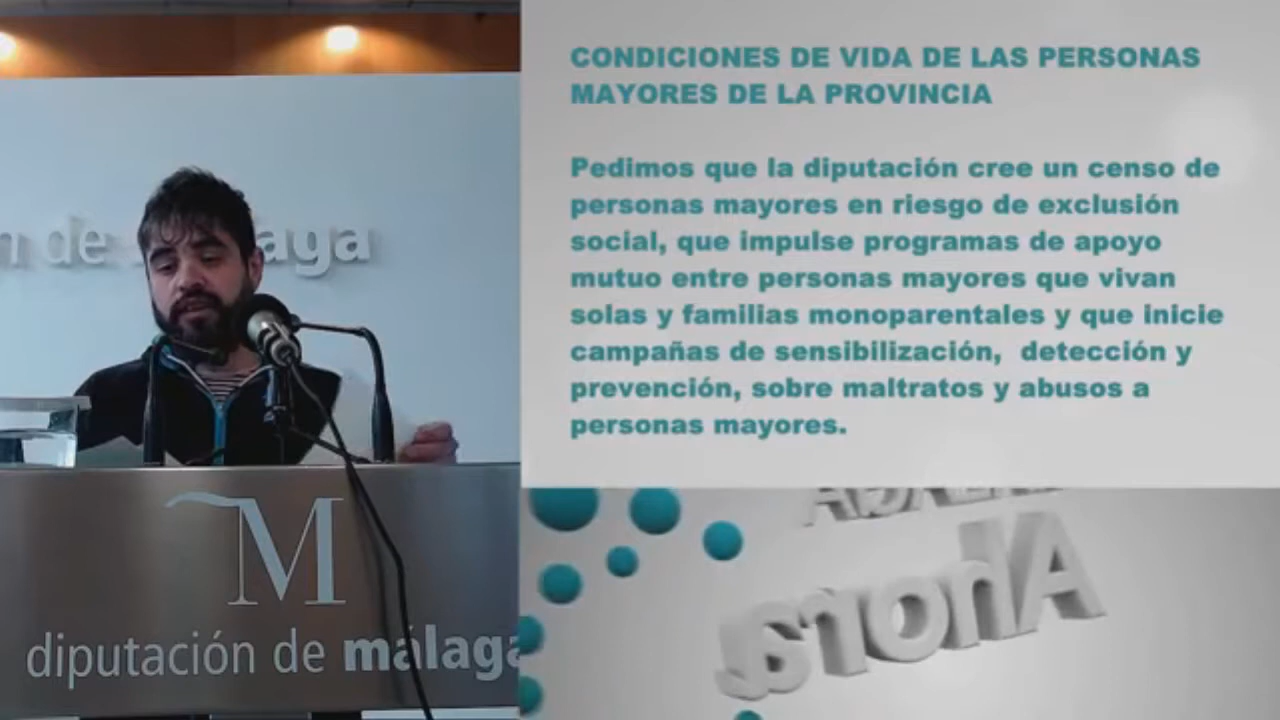 CONDICIONES DE VIDA DE LAS PERSONAS
MAYORES DE LA PROVINCIA
Pedimos que la diputación cree un censo de
personas mayores en riesgo de exclusión
social, que impulse programas de apoyo
mutuo entre personas mayores que vivan
solas y familias monoparentales y que inicie
campañas de sensibilización, detección y
prevención, sobre maltratos y abusos a
personas mayores.
n de aga
M
diputación de málaga
Ahora